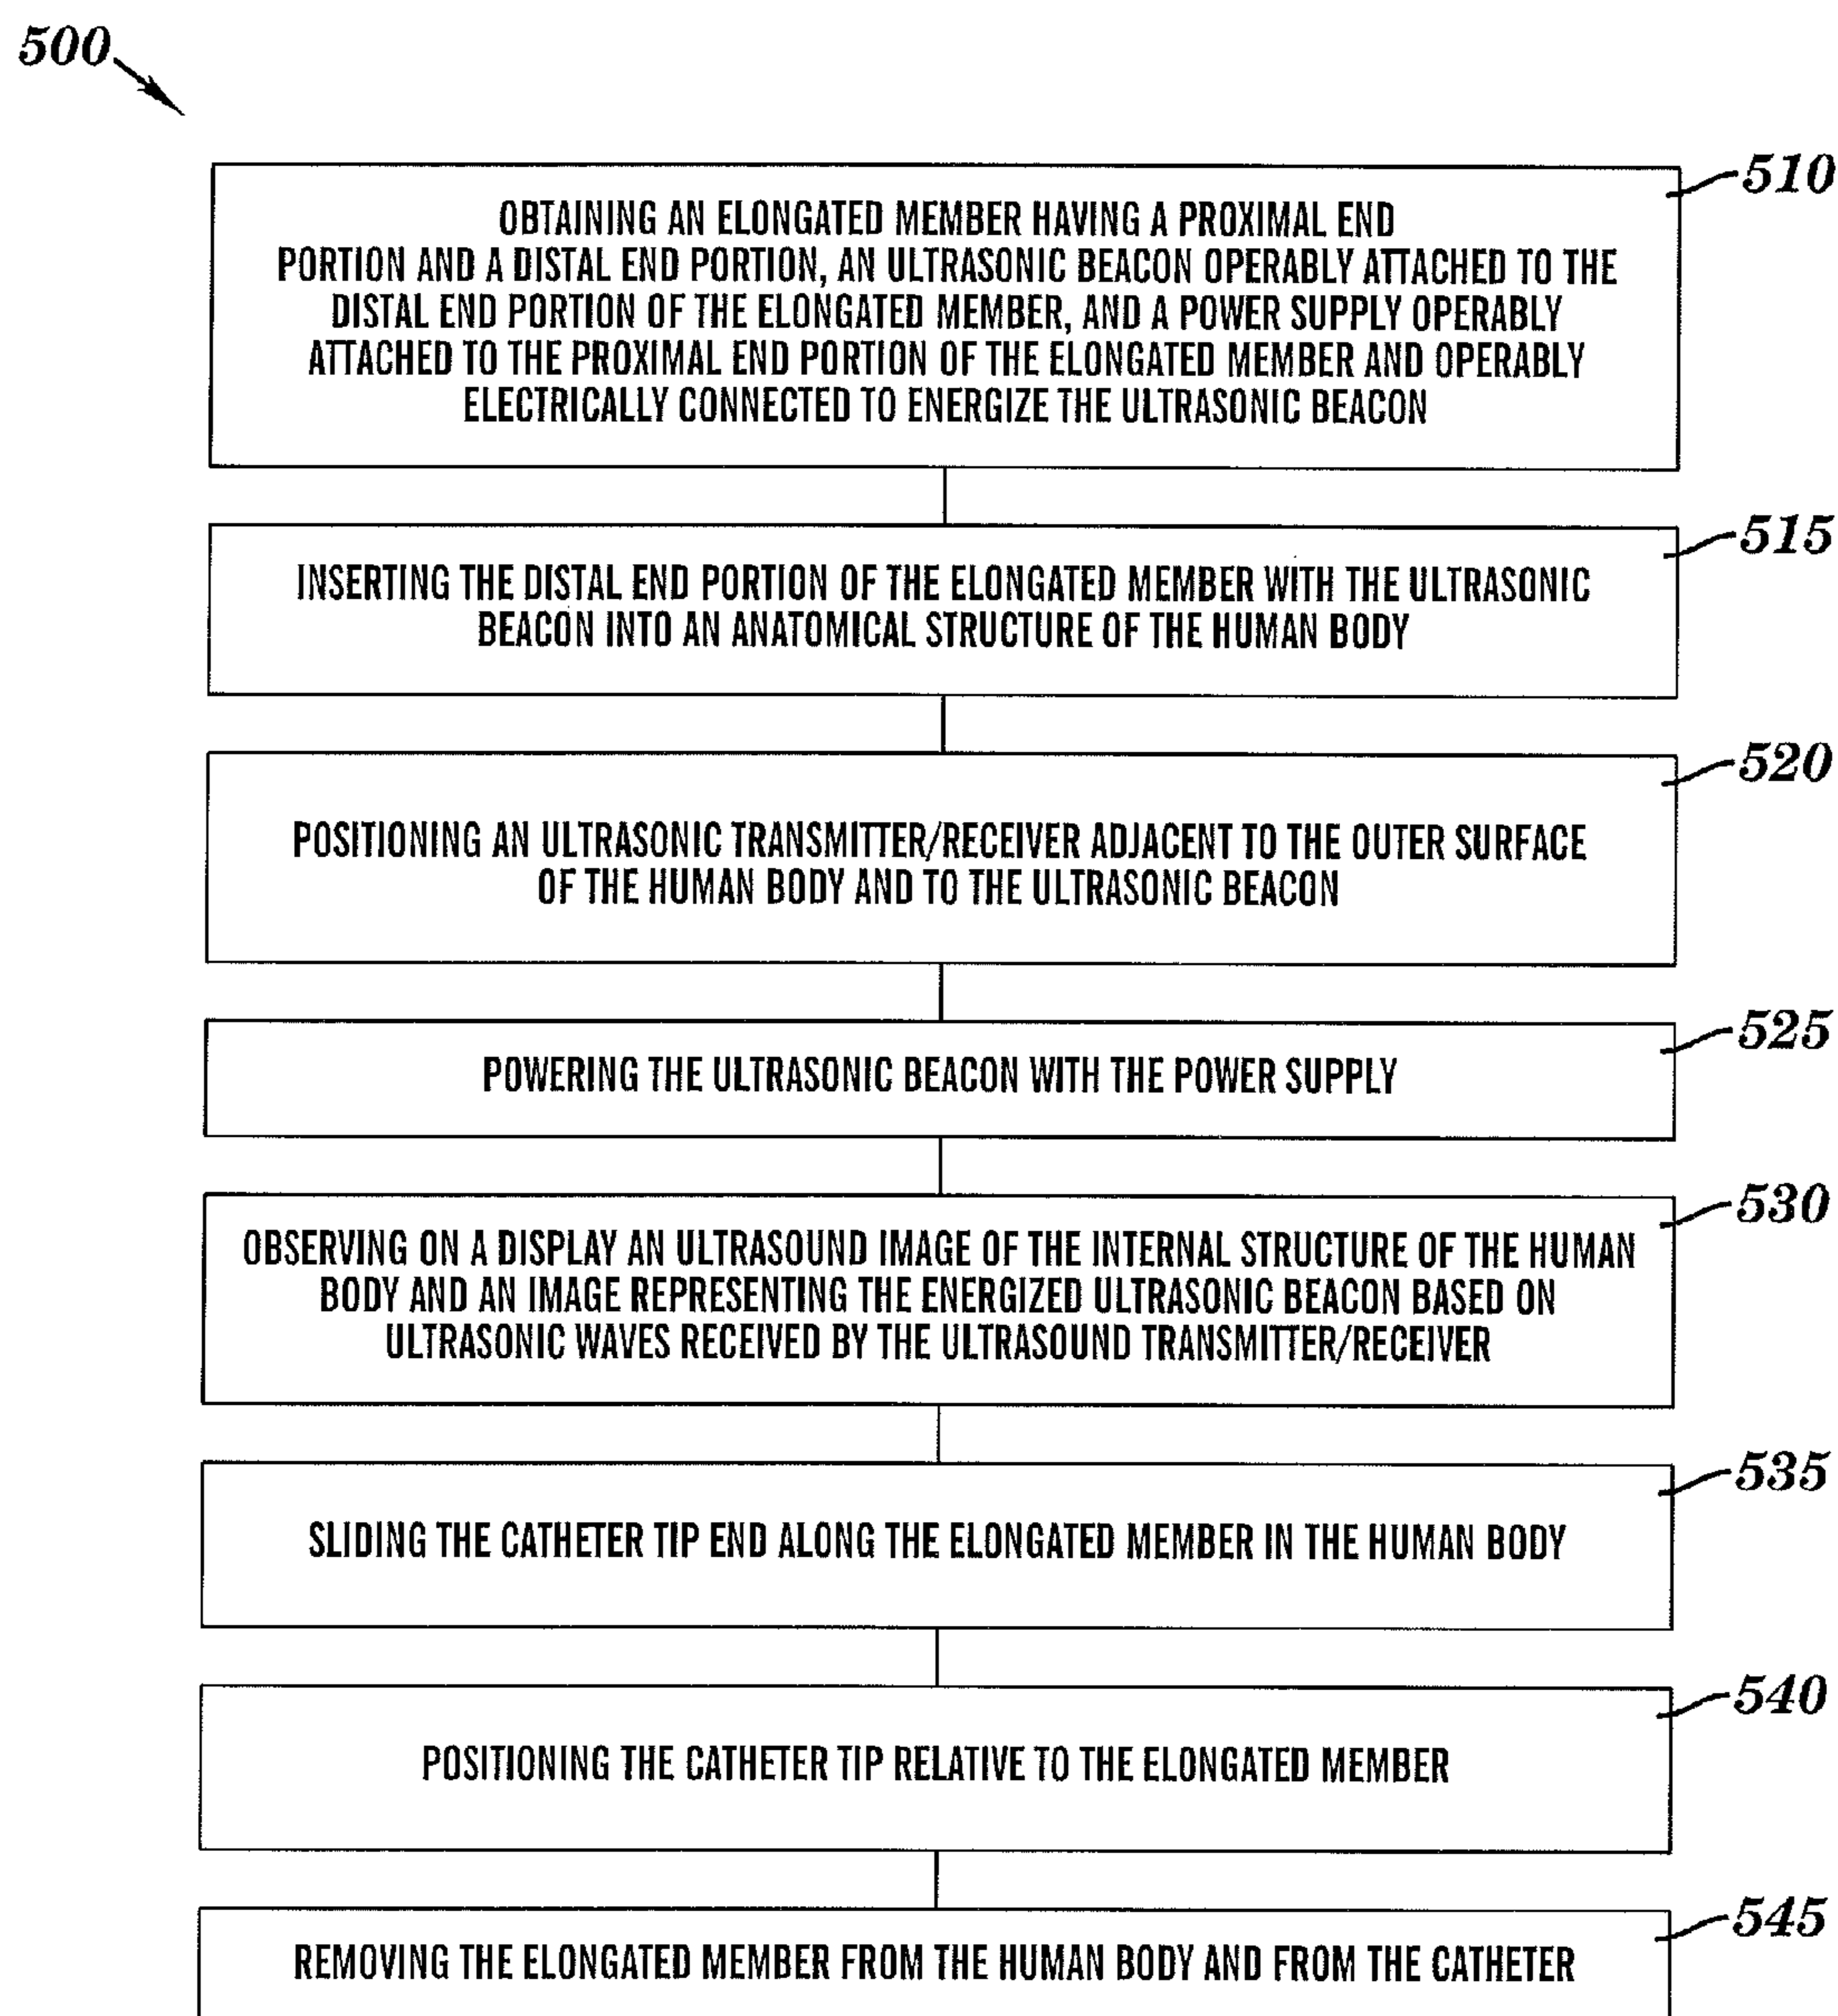 500
510
OBTAINING AN ELONGATED MEMBER HAVING A PROXIMAL END
PORTION AND A DISTAL END PORTION, AN ULTRASONIC BEACON OPERABLY ATTACHED TO THE
DISTAL END PORTION OF THE ELONGATED MEMBER, AND A POWER SUPPLY OPERABLY
ATTACHED TO THE PROXIMAL END PORTION OF THE ELONGATED MEMBER AND OPERABLY
ELECTRICALLY CONNECTED TO ENERGIZE THE ULTRASONIC BEACON
515
INSERTING THE DISTAL END PORTION OF THE ELONGATED MEMBER WITH THE ULTRASONIC
BEACON INTO AN ANATOMICAL STRUCTURE OF THE HUMAN BODY
520
POSITIONING AN ULTRASONIC TRANSMITTER/RECEIVER ADJACENT TO THE OUTER SURFACE
OF THE HUMAN BODY AND TO THE ULTRASONIC BEACON
525
POWERING THE ULTRASONIC BEACON WITH THE POWER SUPPLY
530
OBSERVING ON A DISPLAY AN ULTRASOUND IMAGE OF THE INTERNAL STRUCTURE OF THE HUMAN
BODY AND AN IMAGE REPRESENTING THE ENERGIZED ULTRASONIC BEACON BASED ON
ULTRASONIC WAVES RECEIVED BY THE ULTRASOUND TRANSMITTER/RECEIVER
535
SLIDING THE CATHETER TIP END ALONG THE ELONGATED MEMBER IN THE HUMAN BODY
540
POSITIONING THE CATHETER TIP RELATIVE TO THE ELONGATED MEMBER
545
REMOVING THE ELONGATED MEMBER FROM THE HUMAN BODY AND FROM THE CATHETER